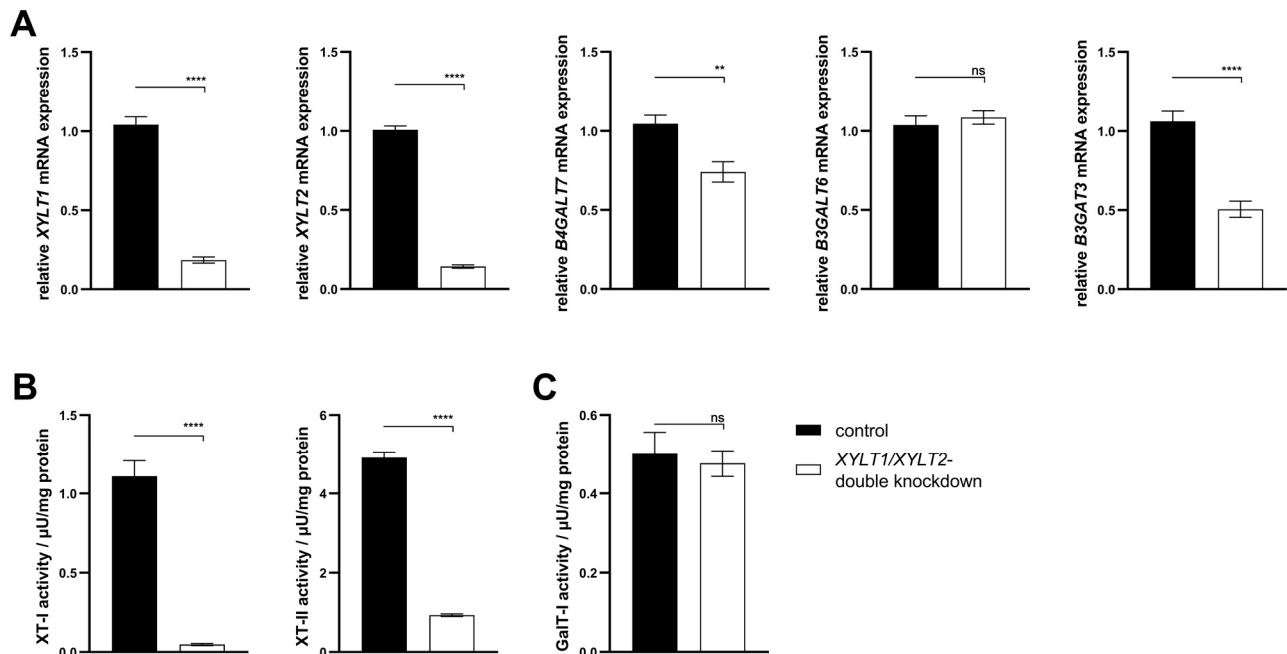 A
relative XYLT1 mRNA expression
1.5
1.0
0.5
0.0
****
relative XYLT2 mRNA expression
1.5
1.0
0.5
0.0
****
relative B4GALT7 mRNA expression
1.5
1.0
0.5
0.0
**
relative B3GALT6 mRNA expression
1.5
1.0
0.5
0.0
ns
relative B3GAT3 mRNA expression
1.5
1.0
0.5
0.0
****
B
XT-I activity / µU/mg protein
1.5
1.0
0.5
0.0
****
XT-II activity / µU/mg protein
6
4
2
0
****
C
GalT-I activity / µU/mg protein
0.6
0.4
0.2
0.0
ns
control
XYLT1/XYLT2-
double knockdown